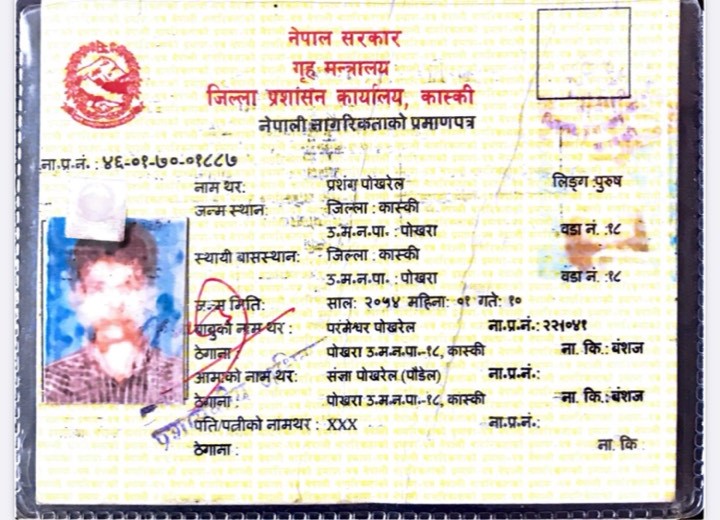 नेपाल सरकार
गृह मन्त्रालय
जिल्ला प्रशासन कार्यालय, कास्की
नेपाली नागरिकताको प्रमाणपत्र
ना.प्र.नं. : ४६-०१-७०-०१८८७
नाम थर: प्रशंग पोखरेल लिङ्ग :पुरुष
जन्म स्थान: जिल्ला : कास्की
उ.म.न.पा. : पोखरा वडा नं. :१८
स्थायी बासस्थान: जिल्ला : कास्की
उ.म.न.पा. : पोखरा वडा नं. :१८
जन्म मिति: साल: २०५४ महिना: ०१ गते: १०
बाबुको नाम थर : परमेश्वर पोखरेल ना.प्र.नं.: २२५०४१
ठेगाना : पोखरा उ.म.न.पा.-१८, कास्की ना. कि.: बंशज
आमाको नाम थर: संज्ञा पोखरेल (पौडेल) ना.प्र.नं.:
ठेगाना : पोखरा उ.म.न.पा.-१८, कास्की ना. कि.: बंशज
पति/पत्नीको नामथर : XXX ना.प्र.नं.:
ठेगाना : ना. कि :